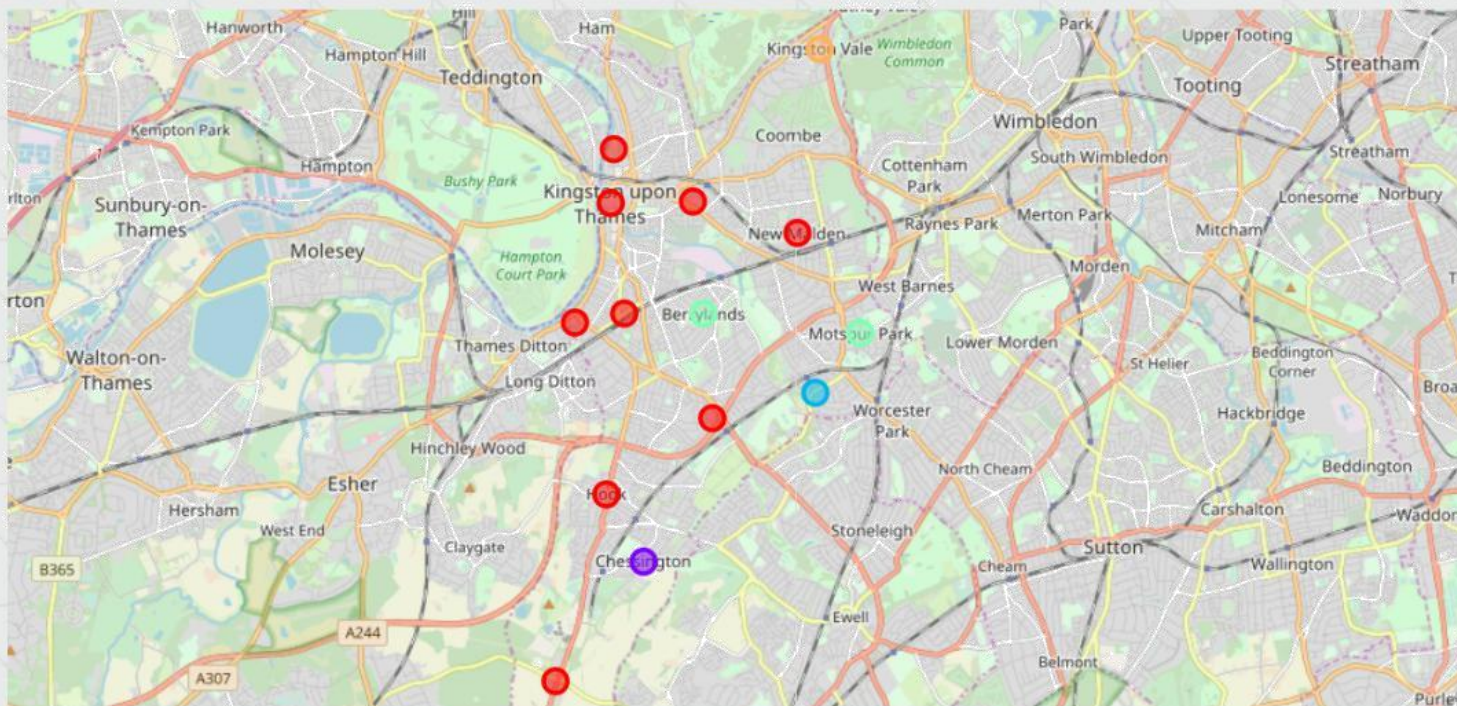 Hanworth
Hill
Ham
Putney Vale
Park
Upper Tooting
Hampton Hill
Teddington
Kingston Vale
Wimbledon
Common
Tooting
Streatham
Kempton Park
Hampton
Coombe
Wimbledon
South Wimbledon
Streatham
Cottenham
Park
Bushy Park
Kingston upon
Thames
Sunbury-on-
Thames
Molesey
Hampton
Court Park
New Malden
Raynes Park
Merton Park
Mitcham
Lonesome
Norbury
Morden
West Barnes
Berrylands
Motspur Park
Lower Morden
St Helier
Beddington
Corner
Walton-on-
Thames
Thames Ditton
Long Ditton
Worcester
Park
Hackbridge
Hinchley Wood
Esher
Hook
North Cheam
Beddington
Hersham
West End
Claygate
Chessington
Stoneleigh
Carshalton
Sutton
Cheam
Wallington
B365
A244
Ewell
Belmont
A307